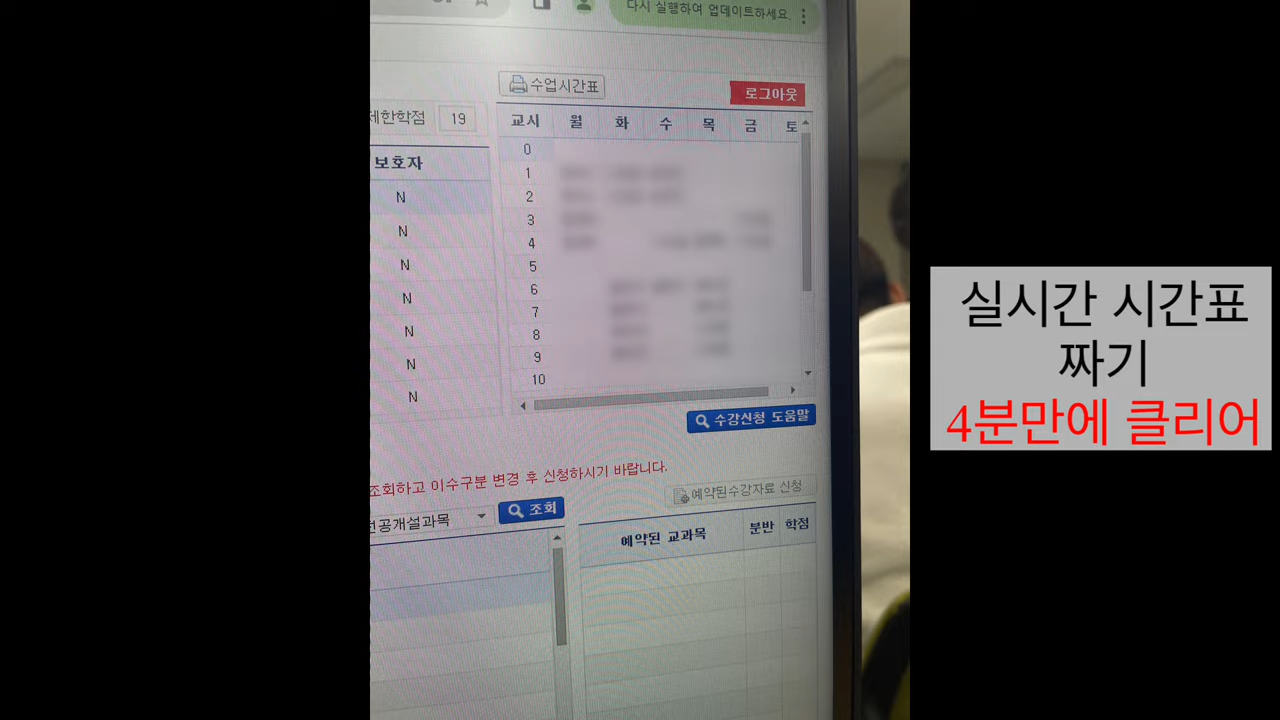 다시 실행하여 업데이트하세요.
수업시간표
로그아웃
제한학점 19
교시 월 화 수 목 금 토
보호자
0
1
2
3
4
5
6
7
8
9
10
N
N
N
N
N
N
N
수강신청 도움말
조회하고 이수구분 변경 후 신청하시기 바랍니다.
예약된수강자료 신청
전공개설과목
조회
예약된 교과목 분반 학점
실시간 시간표
짜기
4분만에 클리어